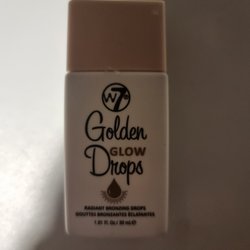 W7
Golden
GLOW
Drops
RADIANT BRONZING DROPS
GOUTTES BRONZANTES ÉCLATANTES
1.01 fl. Oz/ 30 ml ℮